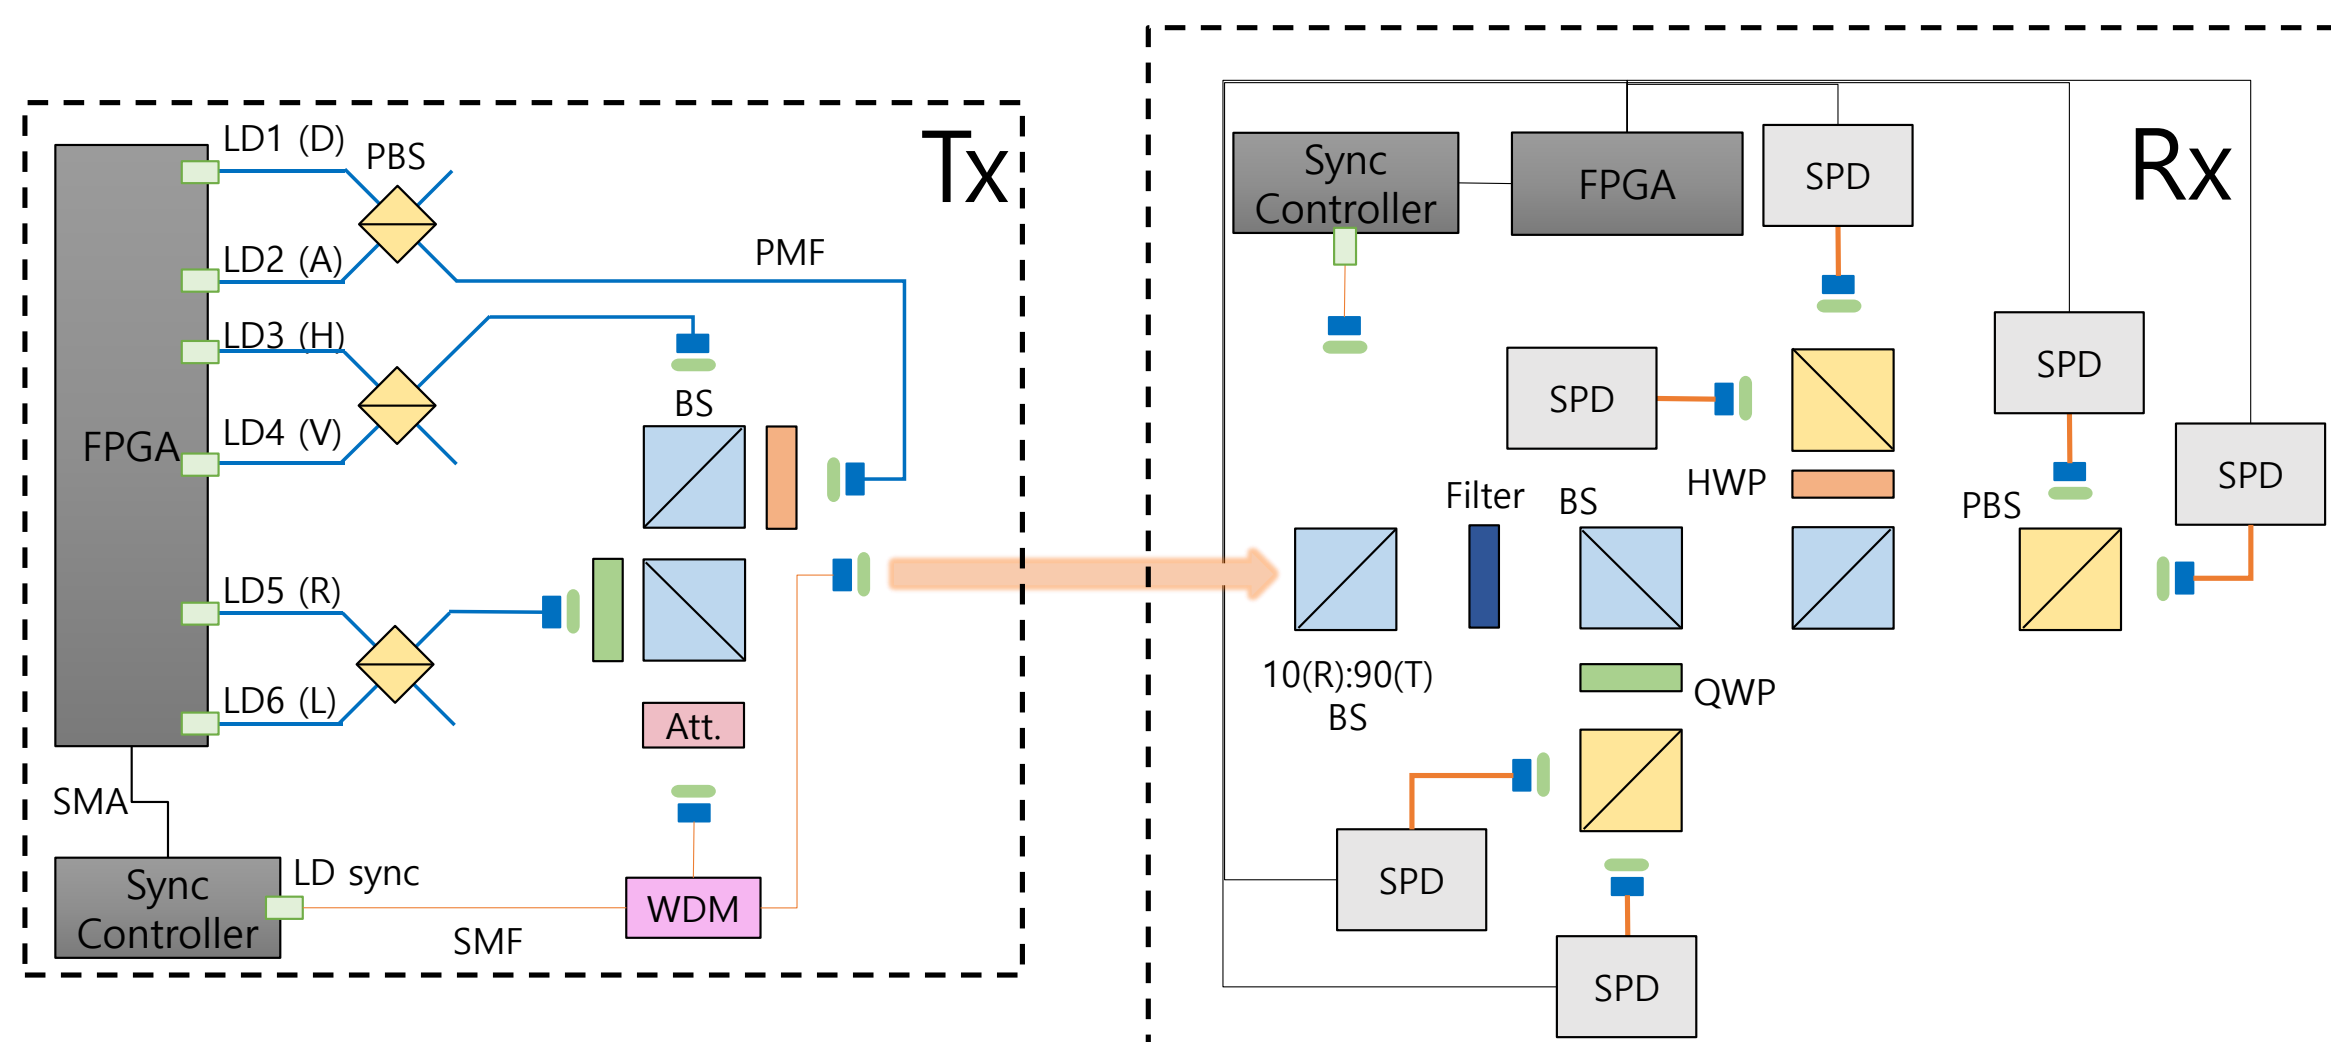 Tx
LD1 (D)
PBS
LD2 (A)
PMF
LD3 (H)
BS
LD4 (V)
FPGA
LD5 (R)
LD6 (L)
Att.
SMA
LD sync
Sync
Controller
WDM
SMF
Rx
Sync
Controller
FPGA
SPD
SPD
SPD
SPD
HWP
Filter
BS
PBS
10(R):90(T)
BS
QWP
SPD
SPD